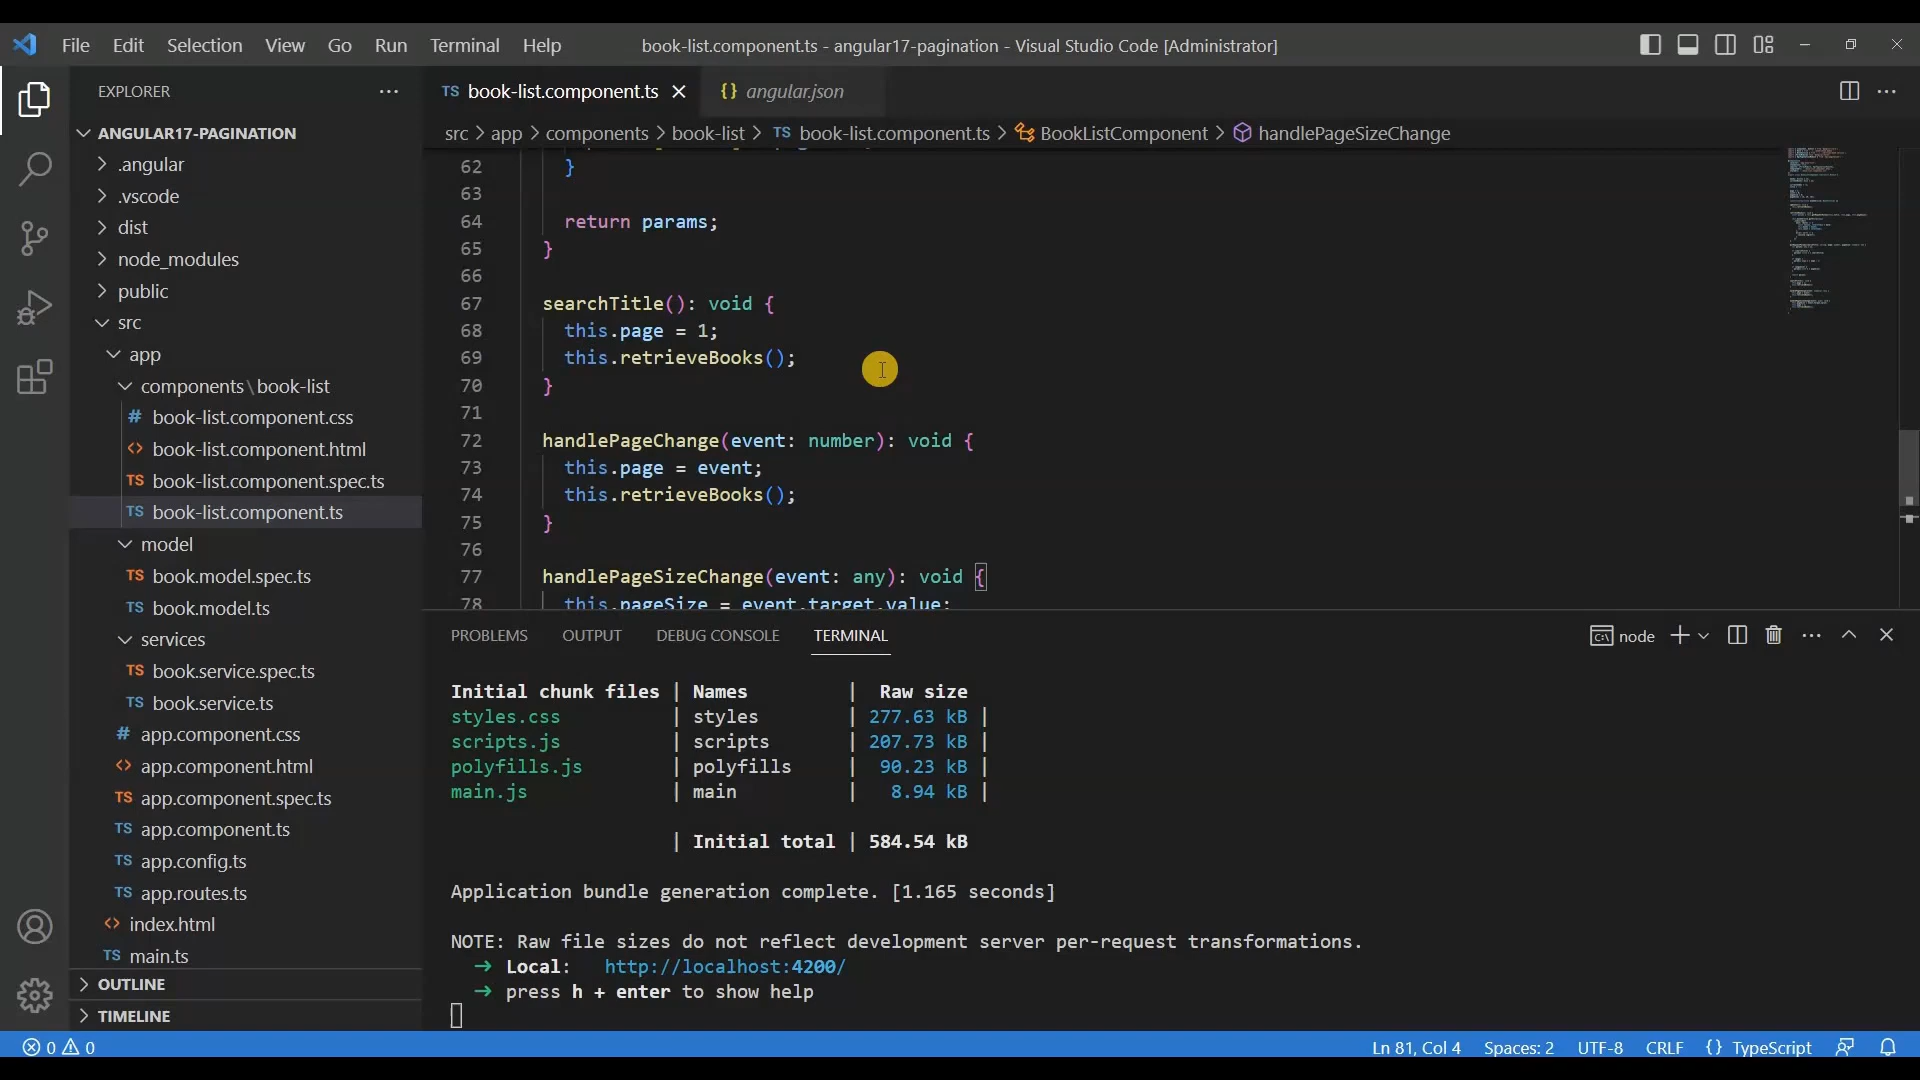 File Edit Selection View Go Run Terminal Help
book-list.component.ts - angular17-pagination - Visual Studio Code [Administrator]
EXPLORER
ANGULAR17-PAGINATION
.angular
.vscode
dist
node_modules
public
src
app
components\book-list
# book-list.component.css
<> book-list.component.html
TS book-list.component.spec.ts
TS book-list.component.ts
model
TS book.model.spec.ts
TS book.model.ts
services
TS book.service.spec.ts
TS book.service.ts
# app.component.css
<> app.component.html
TS app.component.spec.ts
TS app.component.ts
TS app.config.ts
TS app.routes.ts
<> index.html
TS main.ts
OUTLINE
TIMELINE
TS book-list.component.ts
{} angular.json
src > app > components > book-list > TS book-list.component.ts > BookListComponent > handlePageSizeChange
62 }
63
64 return params;
65 }
66
67 searchTitle(): void {
68 this.page = 1;
69 this.retrieveBooks();
70 }
71
72 handlePageChange(event: number): void {
73 this.page = event;
74 this.retrieveBooks();
75 }
76
77 handlePageSizeChange(event: any): void {
78 this.pageSize = event.target.value;
PROBLEMS OUTPUT DEBUG CONSOLE TERMINAL
node
Initial chunk files | Names | Raw size
styles.css | styles | 277.63 kB |
scripts.js | scripts | 207.73 kB |
polyfills.js | polyfills | 90.23 kB |
main.js | main | 8.94 kB |
| Initial total | 584.54 kB
Application bundle generation complete. [1.165 seconds]
NOTE: Raw file sizes do not reflect development server per-request transformations.
➜ Local: http://localhost:4200/
➜ press h + enter to show help
0 0
Ln 81, Col 4 Spaces: 2 UTF-8 CRLF {} TypeScript